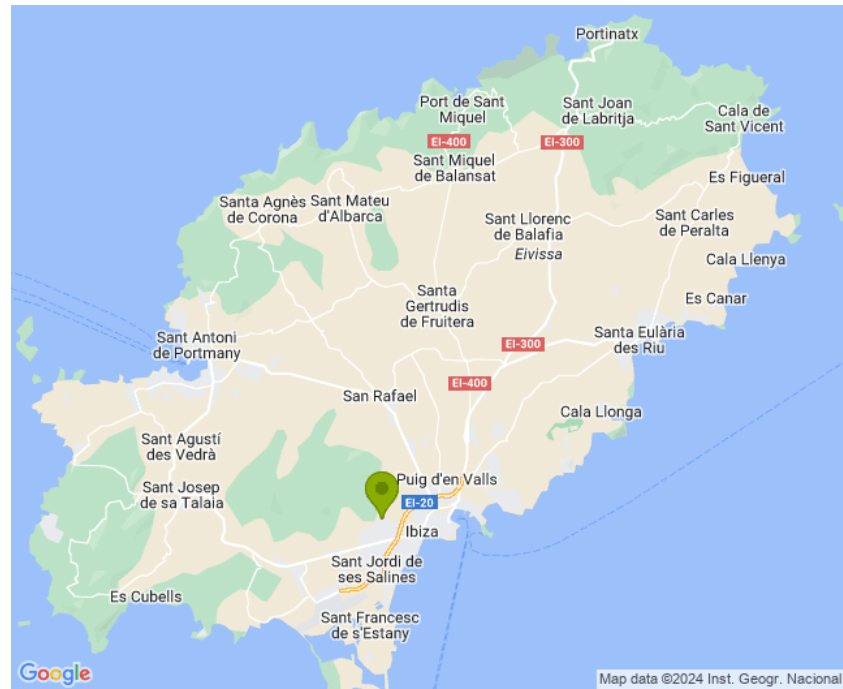 Portinatx
Port de Sant
Miquel
Sant Joan
de Labritja
Cala de
Sant Vicent
EI-400
EI-300
Sant Miquel
de Balansat
Es Figueral
Santa Agnès
de Corona
Sant Mateu
d'Albarca
Sant Llorenc
de Balafia
Sant Carles
de Peralta
Eivissa
Cala Llenya
Santa
Gertrudis
de Fruitera
Es Canar
Sant Antoni
de Portmany
Santa Eulària
des Riu
EI-300
EI-400
San Rafael
Cala Llonga
Sant Agustí
des Vedrà
Puig d'en Valls
Sant Josep
de sa Talaia
EI-20
Ibiza
Sant Jordi de
ses Salines
Es Cubells
Sant Francesc
de s'Estany
Google
Map data ©2024 Inst. Geogr. Nacional